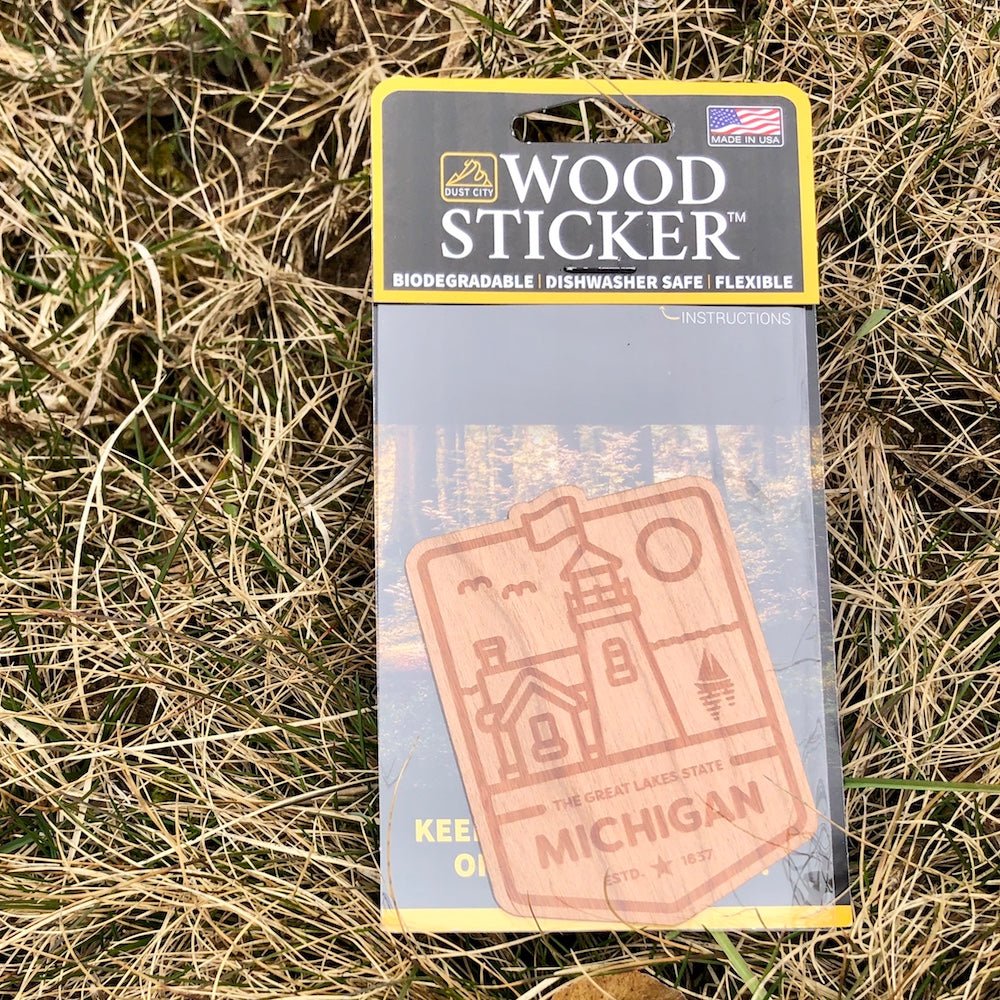 MADE IN USA
DUST CITY
WOOD
STICKER™
BIODEGRADABLE | DISHWASHER SAFE | FLEXIBLE
INSTRUCTIONS
THE GREAT LAKES STATE
MICHIGAN
ESTD. ★ 1837